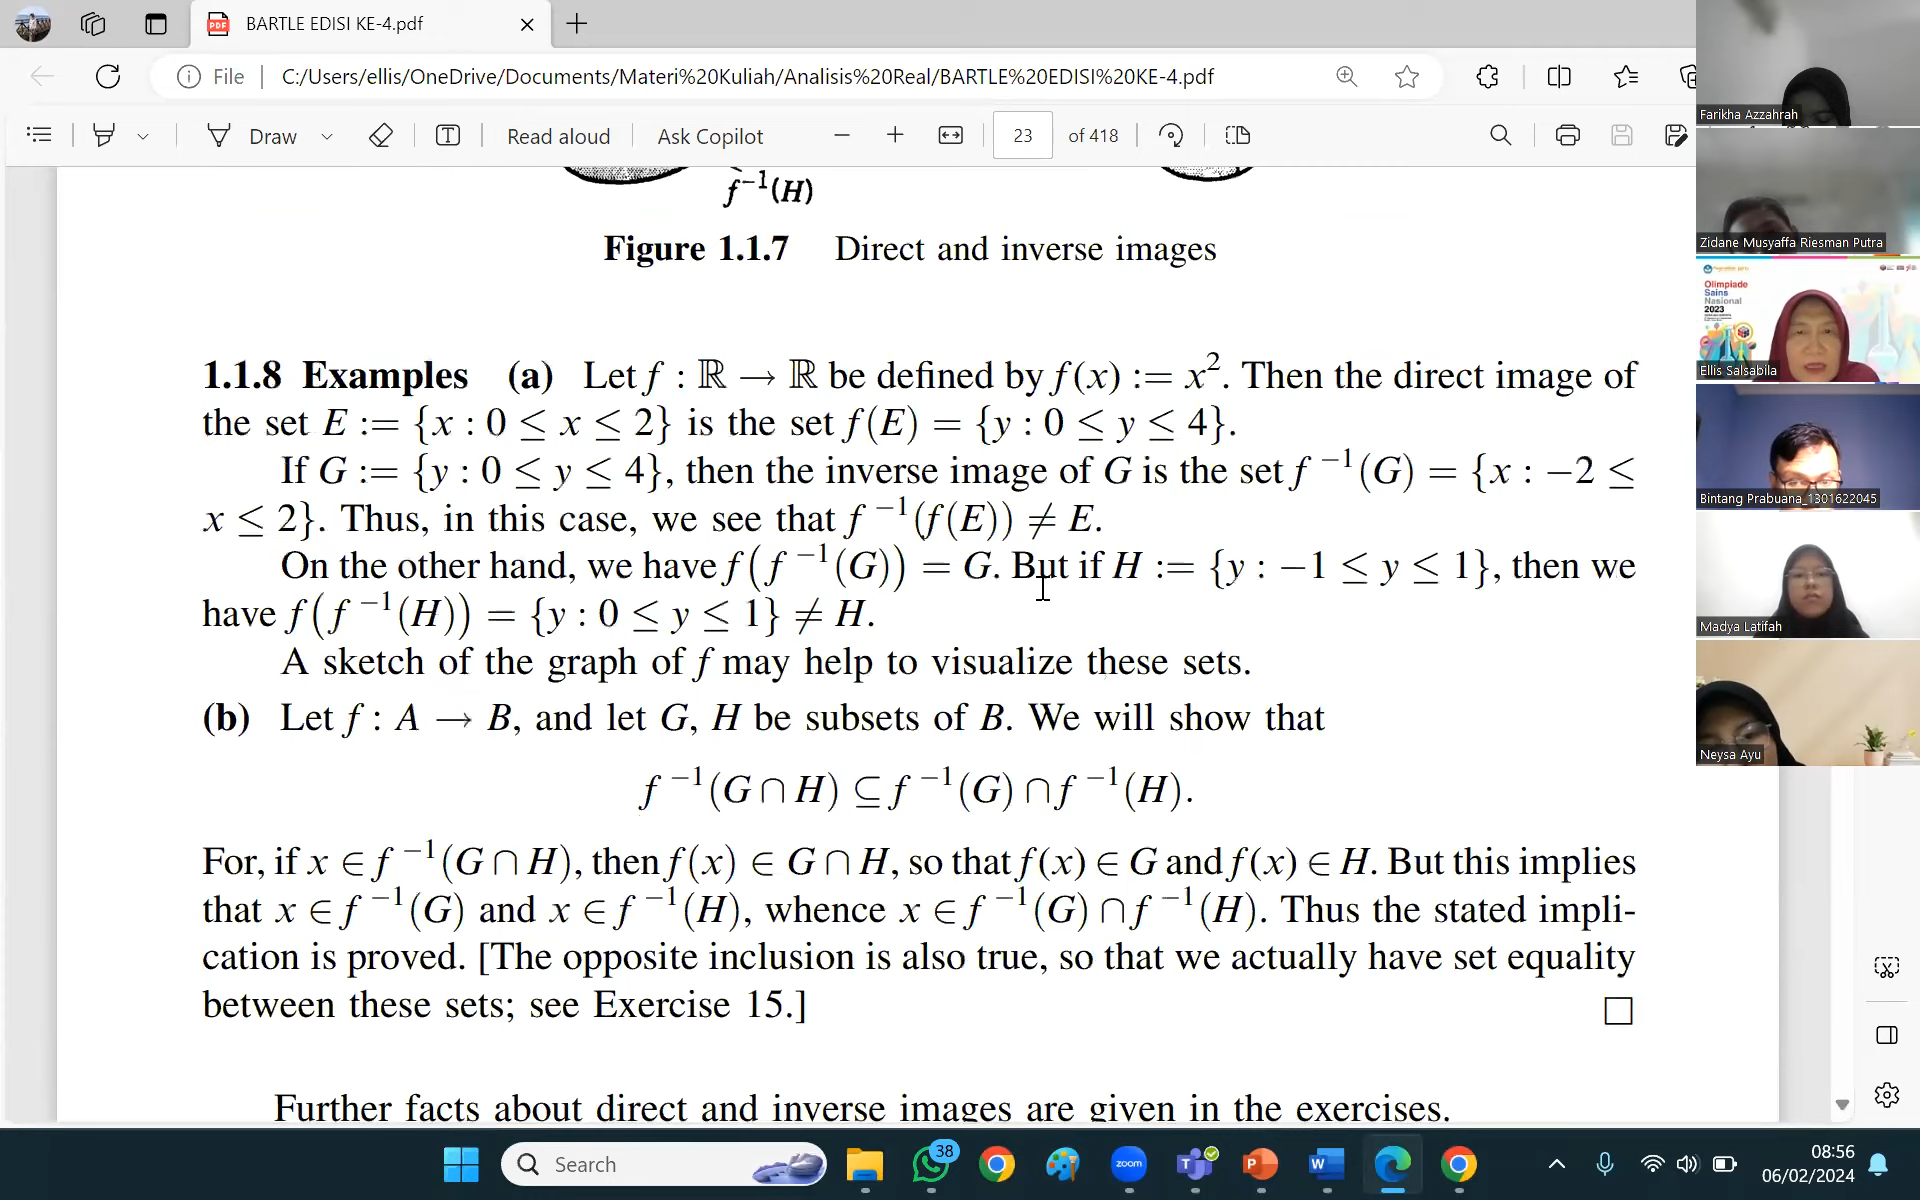 BARTLE EDISI KE-4.pdf
File
C:/Users/ellis/OneDrive/Documents/Materi%20Kuliah/Analisis%20Real/BARTLE%20EDISI%20KE-4.pdf
Draw
Read aloud
Ask Copilot
23
of 418
f⁻¹(H)
Figure 1.1.7 Direct and inverse images
1.1.8 Examples (a) Let f : ℝ → ℝ be defined by f(x) := x². Then the direct image of
the set E := {x : 0 ≤ x ≤ 2} is the set f(E) = {y : 0 ≤ y ≤ 4}.
If G := {y : 0 ≤ y ≤ 4}, then the inverse image of G is the set f⁻¹(G) = {x : −2 ≤
x ≤ 2}. Thus, in this case, we see that f⁻¹(f(E)) ≠ E.
On the other hand, we have f(f⁻¹(G)) = G. But if H := {y : −1 ≤ y ≤ 1}, then we
have f(f⁻¹(H)) = {y : 0 ≤ y ≤ 1} ≠ H.
A sketch of the graph of f may help to visualize these sets.
(b) Let f : A → B, and let G, H be subsets of B. We will show that
f⁻¹(G ∩ H) ⊆ f⁻¹(G) ∩ f⁻¹(H).
For, if x ∈ f⁻¹(G ∩ H), then f(x) ∈ G ∩ H, so that f(x) ∈ G and f(x) ∈ H. But this implies
that x ∈ f⁻¹(G) and x ∈ f⁻¹(H), whence x ∈ f⁻¹(G) ∩ f⁻¹(H). Thus the stated impli-
cation is proved. [The opposite inclusion is also true, so that we actually have set equality
between these sets; see Exercise 15.] □
Further facts about direct and inverse images are given in the exercises.
Farikha Azzahrah
Zidane Musyaffa Riesman Putra
Olimpiade
Sains
Nasional
2023
Ellis Salsabila
Bintang Prabuana_1301622045
Madya Latifah
Neysa Ayu
Search
38
zoom
08:56
06/02/2024